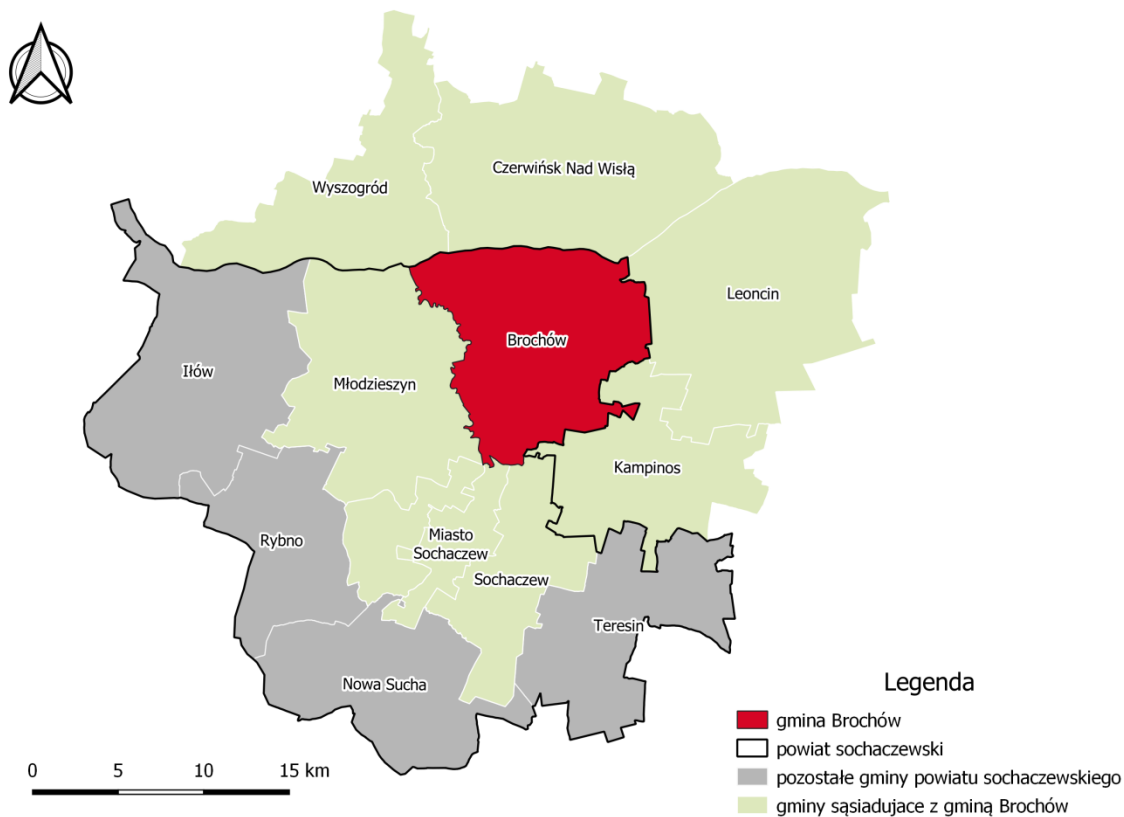 Czerwińsk Nad Wisłą
Wyszogród
Leoncin
Brochów
Iłów
Młodzieszyn
Kampinos
Rybno
Miasto
Sochaczew
Sochaczew
Teresin
Nowa Sucha
Legenda
gmina Brochów
powiat sochaczewski
pozostałe gminy powiatu sochaczewskiego
gminy sąsiadujace z gminą Brochów
0 5 10 15 km